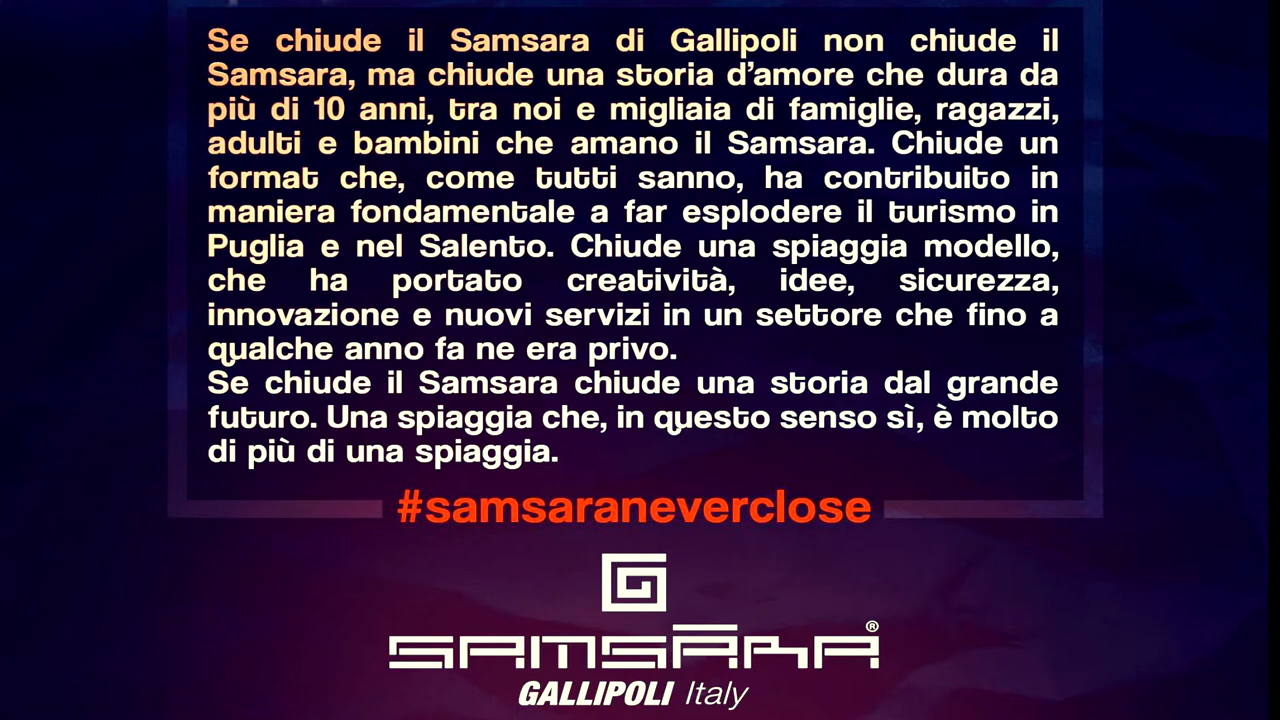 Se chiude il Samsara di Gallipoli non chiude il
Samsara, ma chiude una storia d'amore che dura da
più di 10 anni, tra noi e migliaia di famiglie, ragazzi,
adulti e bambini che amano il Samsara. Chiude un
format che, come tutti sanno, ha contribuito in
maniera fondamentale a far esplodere il turismo in
Puglia e nel Salento. Chiude una spiaggia modello,
che ha portato creatività, idee, sicurezza,
innovazione e nuovi servizi in un settore che fino a
qualche anno fa ne era privo.
Se chiude il Samsara chiude una storia dal grande
futuro. Una spiaggia che, in questo senso sì, è molto
di più di una spiaggia.
#samsaraneverclose
SAMSĀRA®
GALLIPOLI Italy